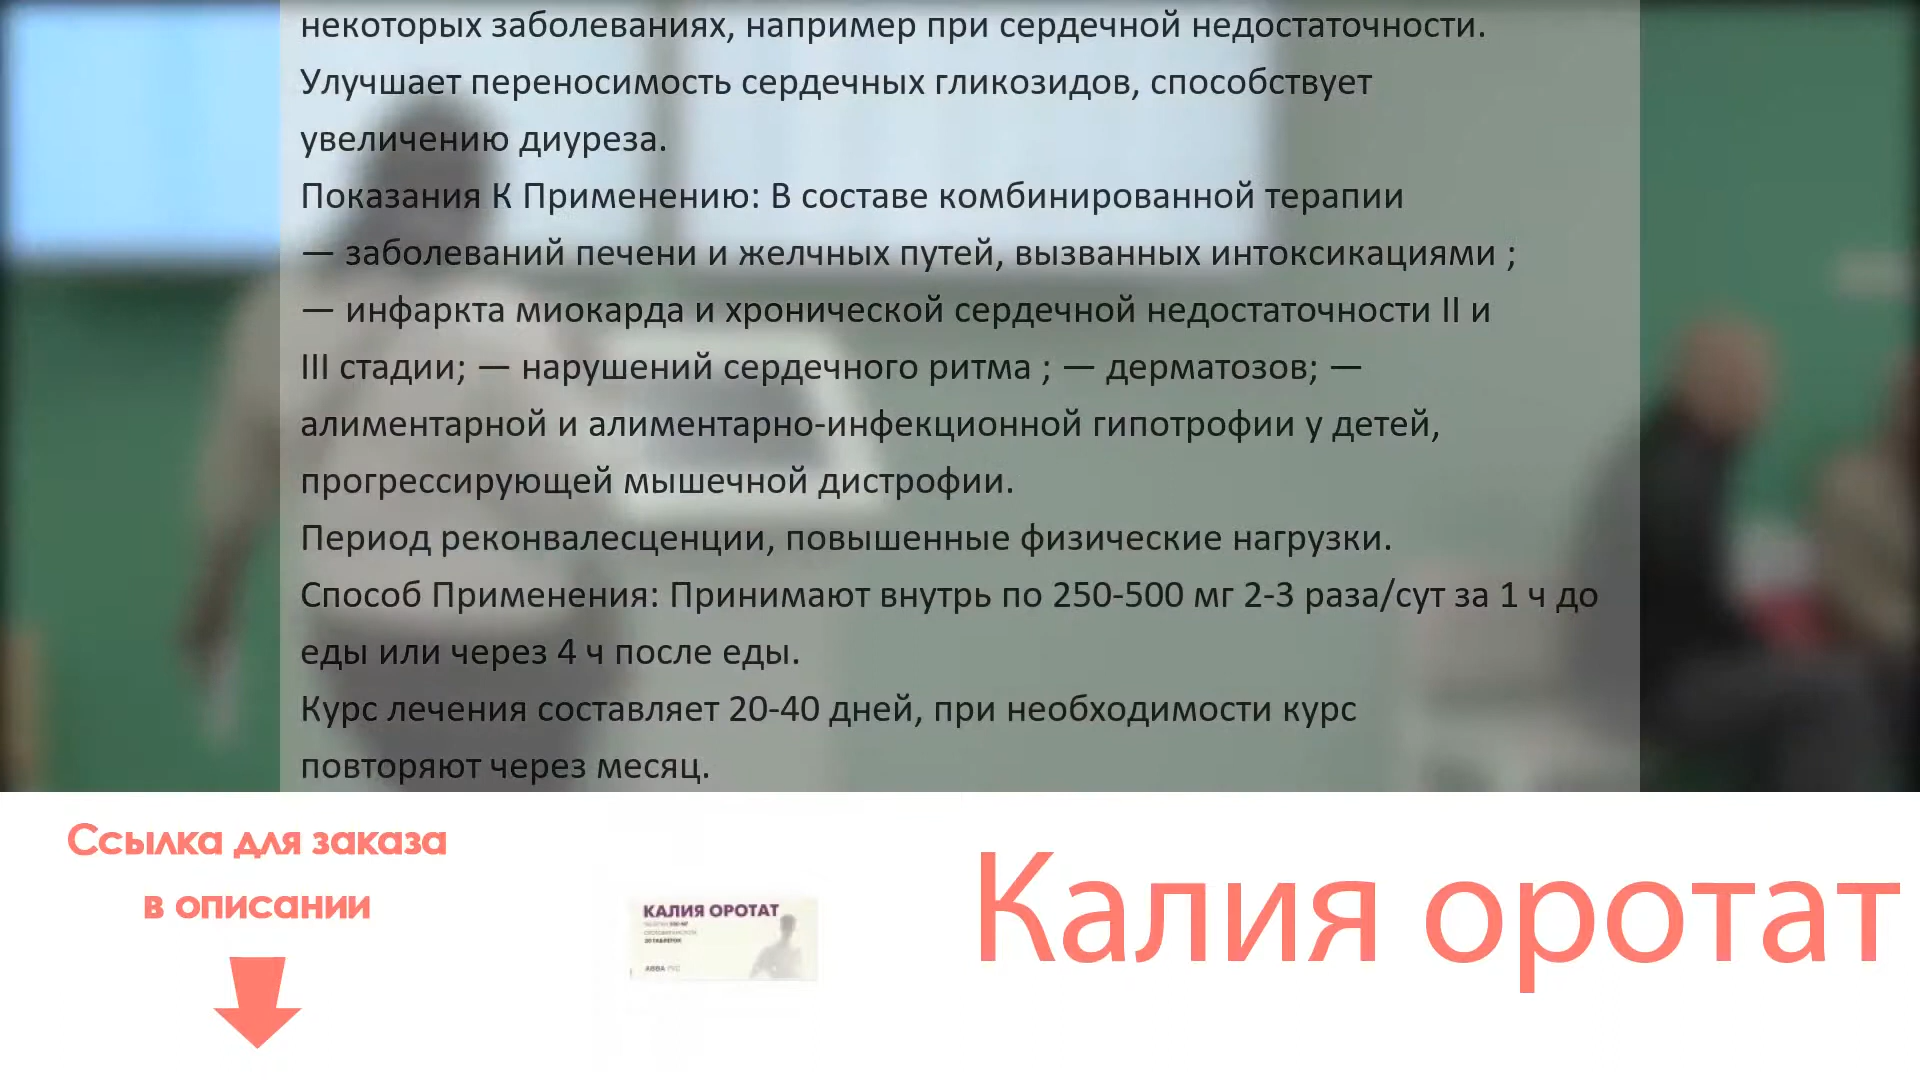 некоторых заболеваниях, например при сердечной недостаточности.
Улучшает переносимость сердечных гликозидов, способствует
увеличению диуреза.
Показания К Применению: В составе комбинированной терапии
— заболеваний печени и желчных путей, вызванных интоксикациями ;
— инфаркта миокарда и хронической сердечной недостаточности II и
III стадии; — нарушений сердечного ритма ; — дерматозов; —
алиментарной и алиментарно-инфекционной гипотрофии у детей,
прогрессирующей мышечной дистрофии.
Период реконвалесценции, повышенные физические нагрузки.
Способ Применения: Принимают внутрь по 250-500 мг 2-3 раза/сут за 1 ч до
еды или через 4 ч после еды.
Курс лечения составляет 20-40 дней, при необходимости курс
повторяют через месяц.
Ссылка для заказа
в описании
КАЛИЯ ОРОТАТ
20 ТАБЛЕТОК
АВВА РУС
Калия оротат